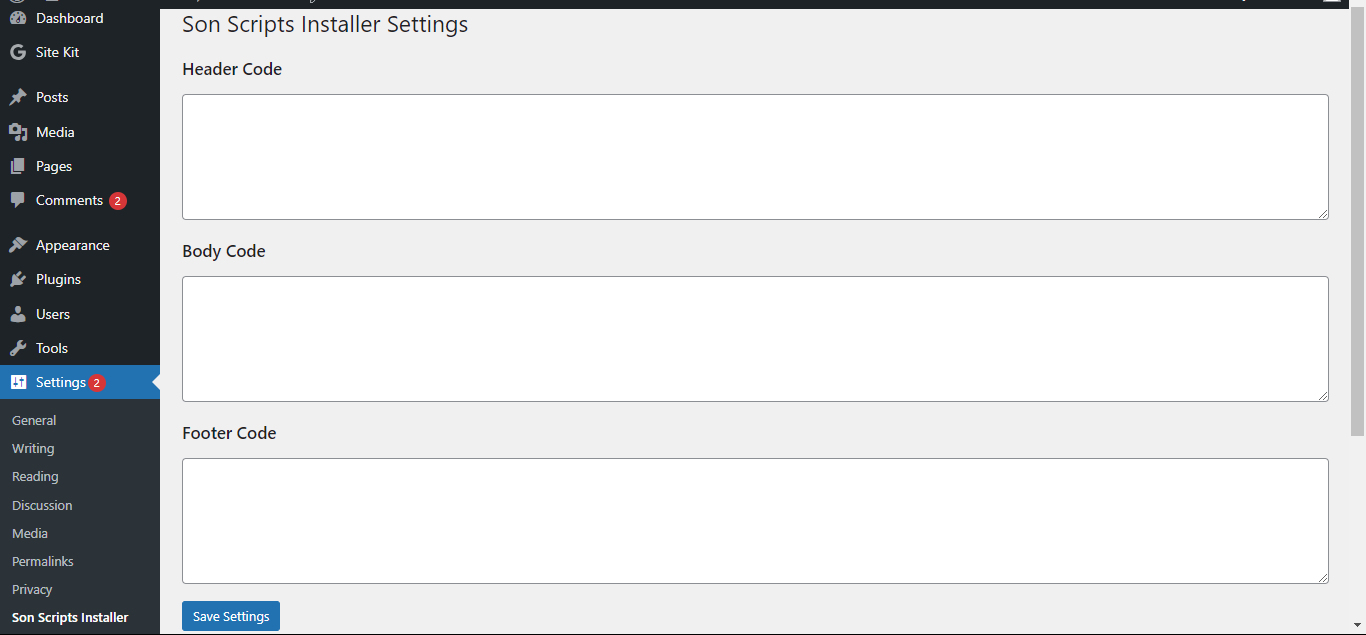 Dashboard
Site Kit
Posts
Media
Pages
Comments 2
Appearance
Plugins
Users
Tools
Settings 2
General
Writing
Reading
Discussion
Media
Permalinks
Privacy
Son Scripts Installer
Son Scripts Installer Settings
Header Code
Body Code
Footer Code
Save Settings